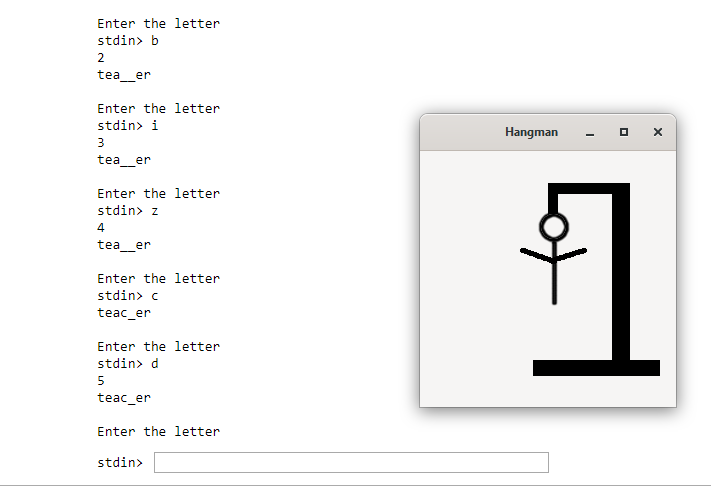 Enter the letter
stdin> b
2
tea__er
Enter the letter
stdin> i
3
tea__er
Enter the letter
stdin> z
4
tea__er
Enter the letter
stdin> c
teac_er
Enter the letter
stdin> d
5
teac_er
Enter the letter
stdin>
Hangman